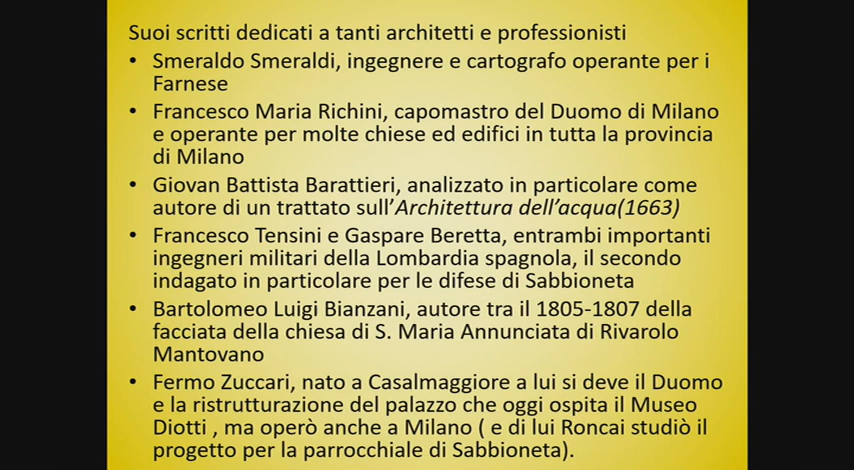 Suoi scritti dedicati a tanti architetti e professionisti
• Smeraldo Smeraldi, ingegnere e cartografo operante per i
Farnese
• Francesco Maria Richini, capomastro del Duomo di Milano
e operante per molte chiese ed edifici in tutta la provincia
di Milano
• Giovan Battista Barattieri, analizzato in particolare come
autore di un trattato sull’Architettura dell’acqua(1663)
• Francesco Tensini e Gaspare Beretta, entrambi importanti
ingegneri militari della Lombardia spagnola, il secondo
indagato in particolare per le difese di Sabbioneta
• Bartolomeo Luigi Bianzani, autore tra il 1805-1807 della
facciata della chiesa di S. Maria Annunciata di Rivarolo
Mantovano
• Fermo Zuccari, nato a Casalmaggiore a lui si deve il Duomo
e la ristrutturazione del palazzo che oggi ospita il Museo
Diotti , ma operò anche a Milano ( e di lui Roncai studiò il
progetto per la parrocchiale di Sabbioneta).